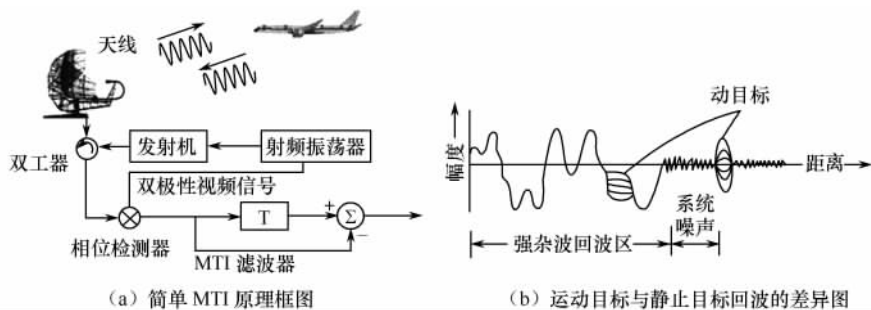 天线
双工器
发射机
射频振荡器
双极性视频信号
相位检测器
T
+
Σ
−
MTI 滤波器
（a）简单 MTI 原理框图
动目标
幅度
距离
系统
噪声
强杂波回波区
（b）运动目标与静止目标回波的差异图